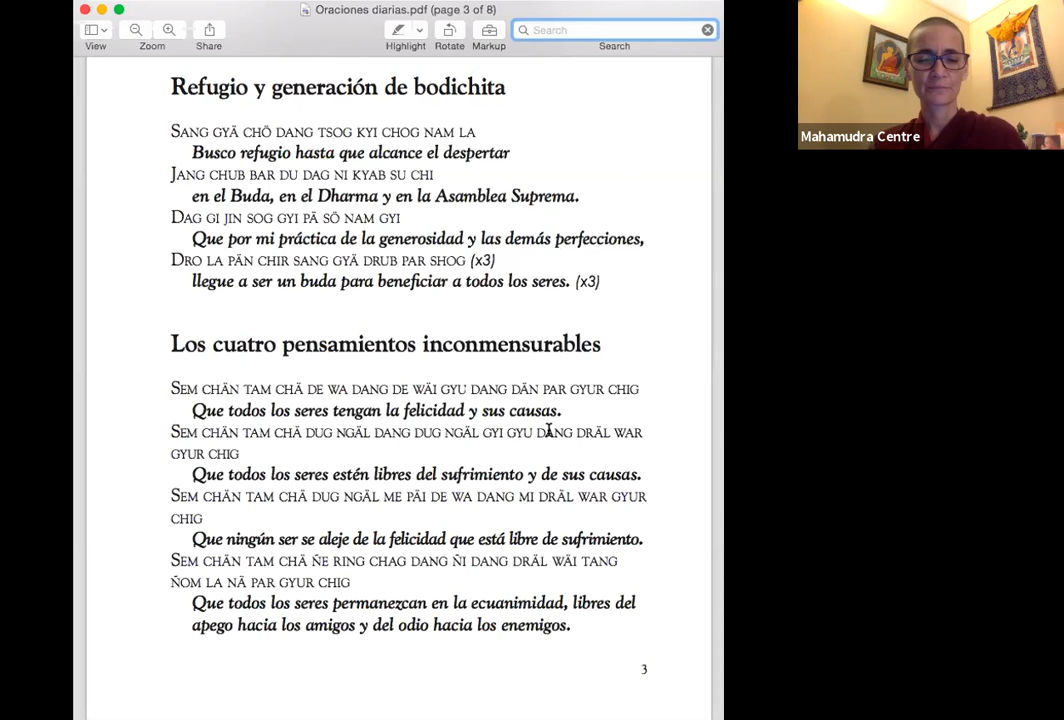 Oraciones diarias.pdf (page 3 of 8)
View
Zoom
Share
Highlight
Rotate
Markup
Search
Search
Refugio y generación de bodichita
SANG GYÄ CHÖ DANG TSOG KYI CHOG NAM LA
Busco refugio hasta que alcance el despertar
JANG CHUB BAR DU DAG NI KYAB SU CHI
en el Buda, en el Dharma y en la Asamblea Suprema.
DAG GI JIN SOG GYI PÄ SÖ NAM GYI
Que por mi práctica de la generosidad y las demás perfecciones,
DRO LA PÄN CHIR SANG GYÄ DRUB PAR SHOG (x3)
llegue a ser un buda para beneficiar a todos los seres. (x3)
Los cuatro pensamientos inconmensurables
SEM CHÄN TAM CHÄ DE WA DANG DE WÄI GYU DANG DÄN PAR GYUR CHIG
Que todos los seres tengan la felicidad y sus causas.
SEM CHÄN TAM CHÄ DUG NGÄL DANG DUG NGÄL GYI GYU DANG DRÄL WAR
GYUR CHIG
Que todos los seres estén libres del sufrimiento y de sus causas.
SEM CHÄN TAM CHÄ DUG NGÄL ME PÄI DE WA DANG MI DRÄL WAR GYUR
CHIG
Que ningún ser se aleje de la felicidad que está libre de sufrimiento.
SEM CHÄN TAM CHÄ ÑE RING CHAG DANG ÑI DANG DRÄL WÄI TANG
ÑOM LA NÄ PAR GYUR CHIG
Que todos los seres permanezcan en la ecuanimidad, libres del
apego hacia los amigos y del odio hacia los enemigos.
3
Mahamudra Centre